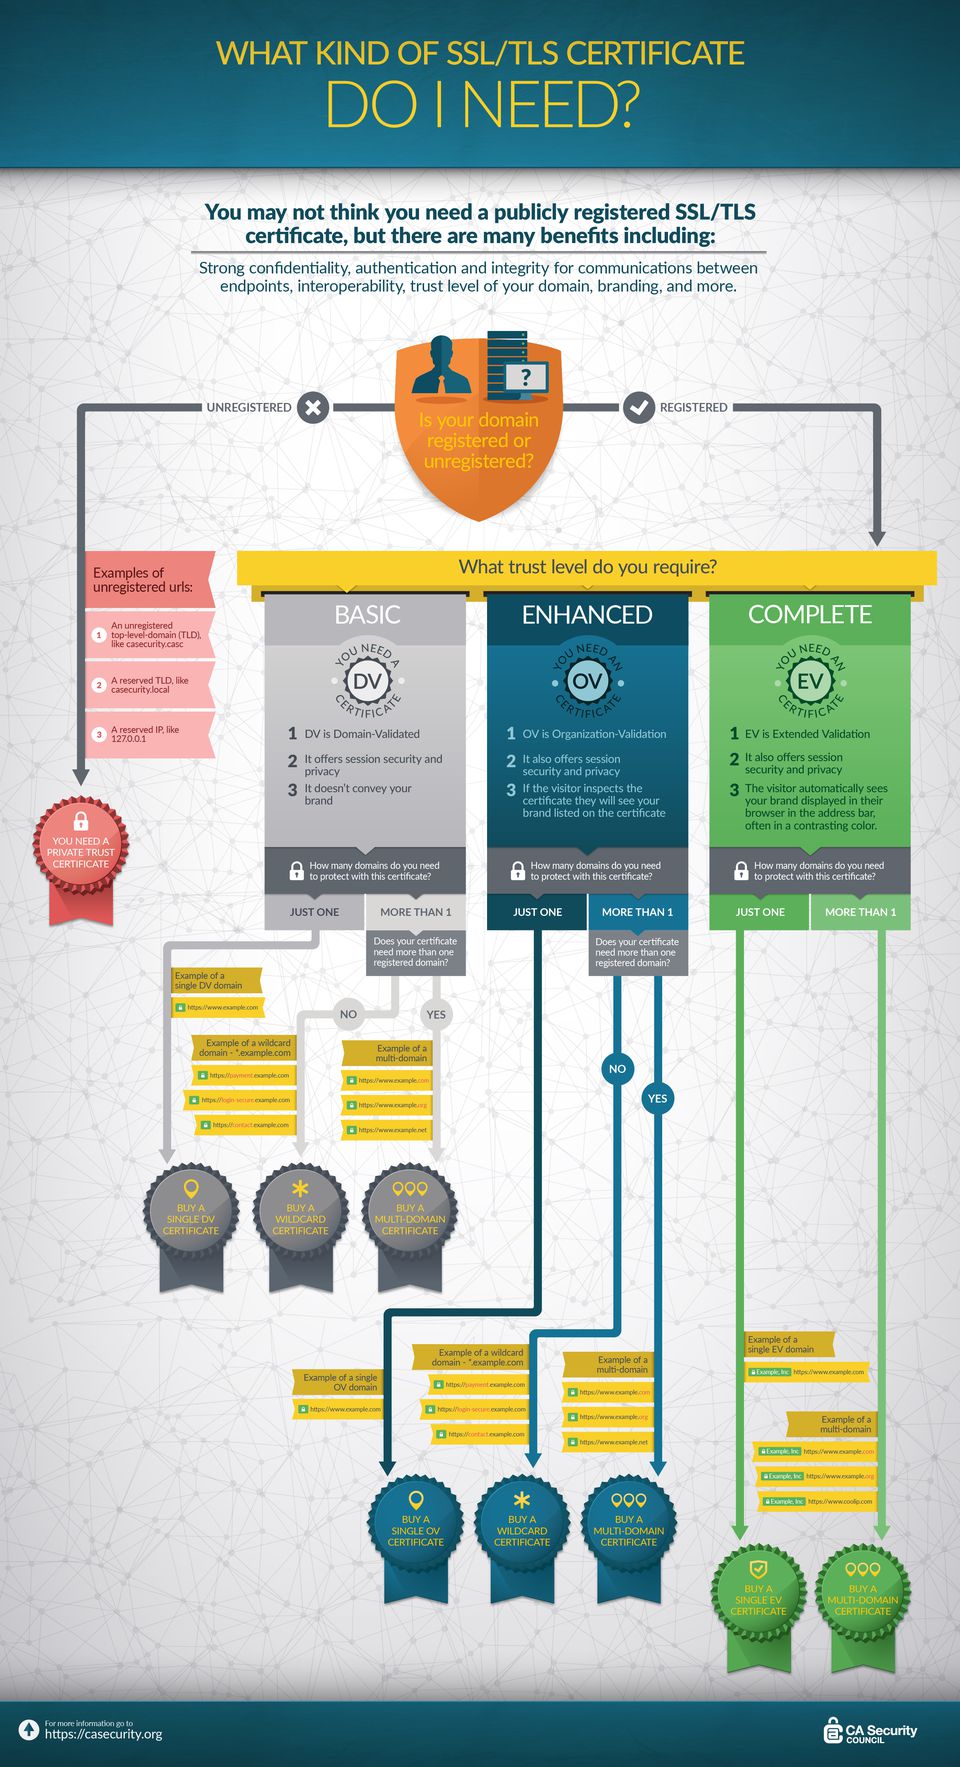 WHAT KIND OF SSL/TLS CERTIFICATE
DO I NEED?
You may not think you need a publicly registered SSL/TLS
certificate, but there are many benefits including:
Strong confidentiality, authentication and integrity for communications between
endpoints, interoperability, trust level of your domain, branding, and more.
?
Is your domain
registered or
unregistered?
UNREGISTERED
REGISTERED
Examples of
unregistered urls:
1 An unregistered
top-level-domain (TLD),
like casecurity.casc
2 A reserved TLD, like
casecurity.local
3 A reserved IP, like
127.0.0.1
YOU NEED A
PRIVATE TRUST
CERTIFICATE
What trust level do you require?
BASIC
YOU NEED A
DV
CERTIFICATE
1 DV is Domain-Validated
2 It offers session security and
privacy
3 It doesn't convey your
brand
How many domains do you need
to protect with this certificate?
JUST ONE
MORE THAN 1
Does your certificate
need more than one
registered domain?
NO
YES
ENHANCED
YOU NEED AN
OV
CERTIFICATE
1 OV is Organization-Validation
2 It also offers session
security and privacy
3 If the visitor inspects the
certificate they will see your
brand listed on the certificate
How many domains do you need
to protect with this certificate?
JUST ONE
MORE THAN 1
Does your certificate
need more than one
registered domain?
NO
YES
COMPLETE
YOU NEED AN
EV
CERTIFICATE
1 EV is Extended Validation
2 It also offers session
security and privacy
3 The visitor automatically sees
your brand displayed in their
browser in the address bar,
often in a contrasting color.
How many domains do you need
to protect with this certificate?
JUST ONE
MORE THAN 1
Example of a
single DV domain
https://www.example.com
Example of a wildcard
domain - *.example.com
https://payment.example.com
https://login-secure.example.com
https://contact.example.com
Example of a
multi-domain
https://www.example.com
https://www.example.org
https://www.example.net
BUY A
SINGLE DV
CERTIFICATE
BUY A
WILDCARD
CERTIFICATE
BUY A
MULTI-DOMAIN
CERTIFICATE
Example of a single
OV domain
https://www.example.com
Example of a wildcard
domain - *.example.com
https://payment.example.com
https://login-secure.example.com
https://contact.example.com
Example of a
multi-domain
https://www.example.com
https://www.example.org
https://www.example.net
BUY A
SINGLE OV
CERTIFICATE
BUY A
WILDCARD
CERTIFICATE
BUY A
MULTI-DOMAIN
CERTIFICATE
Example of a
single EV domain
Example, Inc https://www.example.com
Example of a
multi-domain
Example, Inc https://www.example.com
Example, Inc https://www.example.org
Example, Inc https://www.coolip.com
BUY A
SINGLE EV
CERTIFICATE
BUY A
MULTI-DOMAIN
CERTIFICATE
For more information go to
https://casecurity.org
CA Security
COUNCIL